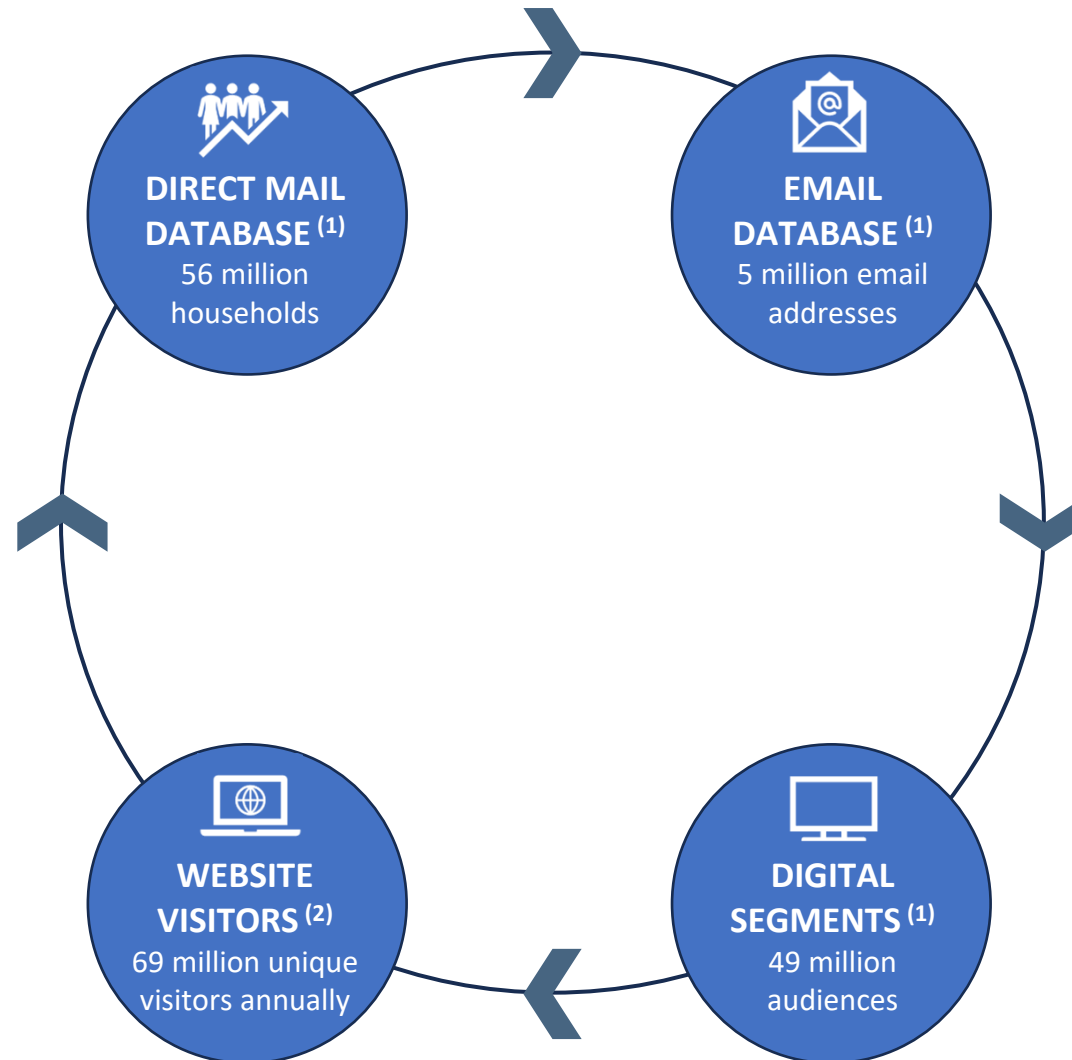 DIRECT MAIL
DATABASE (1)
56 million
households
EMAIL
DATABASE (1)
5 million email
addresses
WEBSITE
VISITORS (2)
69 million unique
visitors annually
DIGITAL
SEGMENTS (1)
49 million
audiences